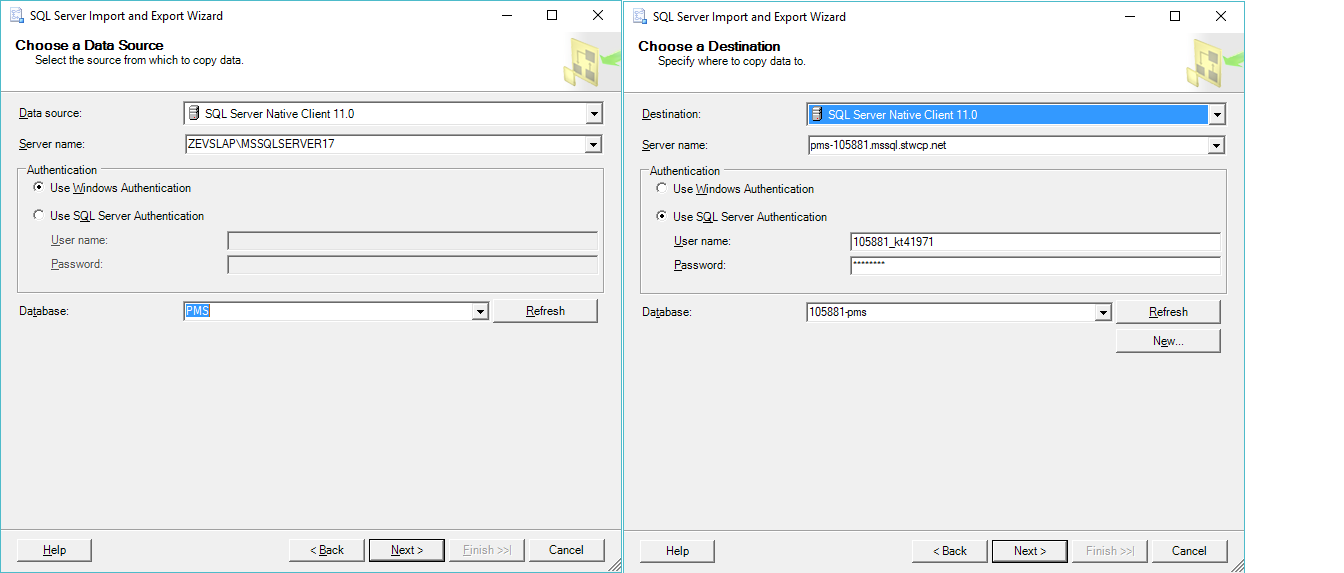 SQL Server Import and Export Wizard
Choose a Data Source
Select the source from which to copy data.
Data source:
SQL Server Native Client 11.0
Server name:
ZEVSLAP\MSSQLSERVER17
Authentication
Use Windows Authentication
Use SQL Server Authentication
User name:
Password:
Database:
PMS
Refresh
Help
< Back
Next >
Finish >>|
Cancel
SQL Server Import and Export Wizard
Choose a Destination
Specify where to copy data to.
Destination:
SQL Server Native Client 11.0
Server name:
pms-105881.mssql.stwcp.net
Authentication
Use Windows Authentication
Use SQL Server Authentication
User name:
105881_kt41971
Password:
********
Database:
105881-pms
Refresh
New...
Help
< Back
Next >
Finish >>|
Cancel